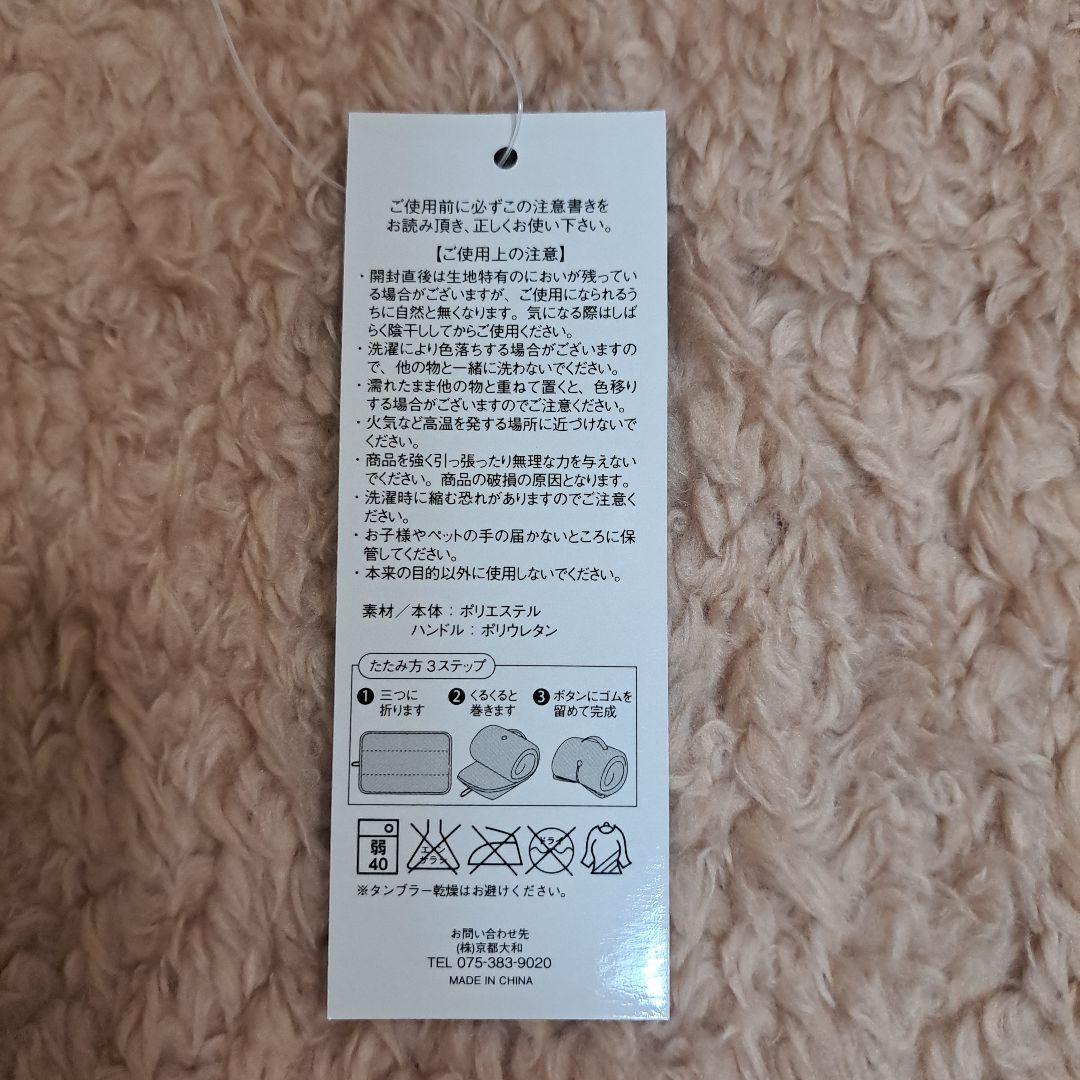 ご使用前に必ずこの注意書きを
お読み頂き、正しくお使い下さい。
【ご使用上の注意】
・開封直後は生地特有のにおいが残ってい
る場合がございますが、ご使用になられるう
ちに自然と無くなります。気になる際はしば
らく陰干ししてからご使用ください。
・洗濯により色落ちする場合がございますの
で、他の物と一緒に洗わないでください。
・濡れたまま他の物と重ねて置くと、色移り
する場合がございますのでご注意ください。
・火気など高温を発する場所に近づけないで
ください。
・商品を強く引っ張ったり無理な力を与えない
でください。商品の破損の原因となります。
・洗濯時に縮む恐れがありますのでご注意く
ださい。
・お子様やペットの手の届かないところに保
管してください。
・本来の目的以外に使用しないでください。
素材／本体：ポリエステル
ハンドル：ポリウレタン
たたみ方3ステップ
1 三つに
折ります
2 くるくると
巻きます
3 ボタンにゴムを
留めて完成
弱
40
エンソ
サラシ
ドライ
※タンブラー乾燥はお避けください。
お問い合わせ先
(株)京都大和
TEL 075-383-9020
MADE IN CHINA